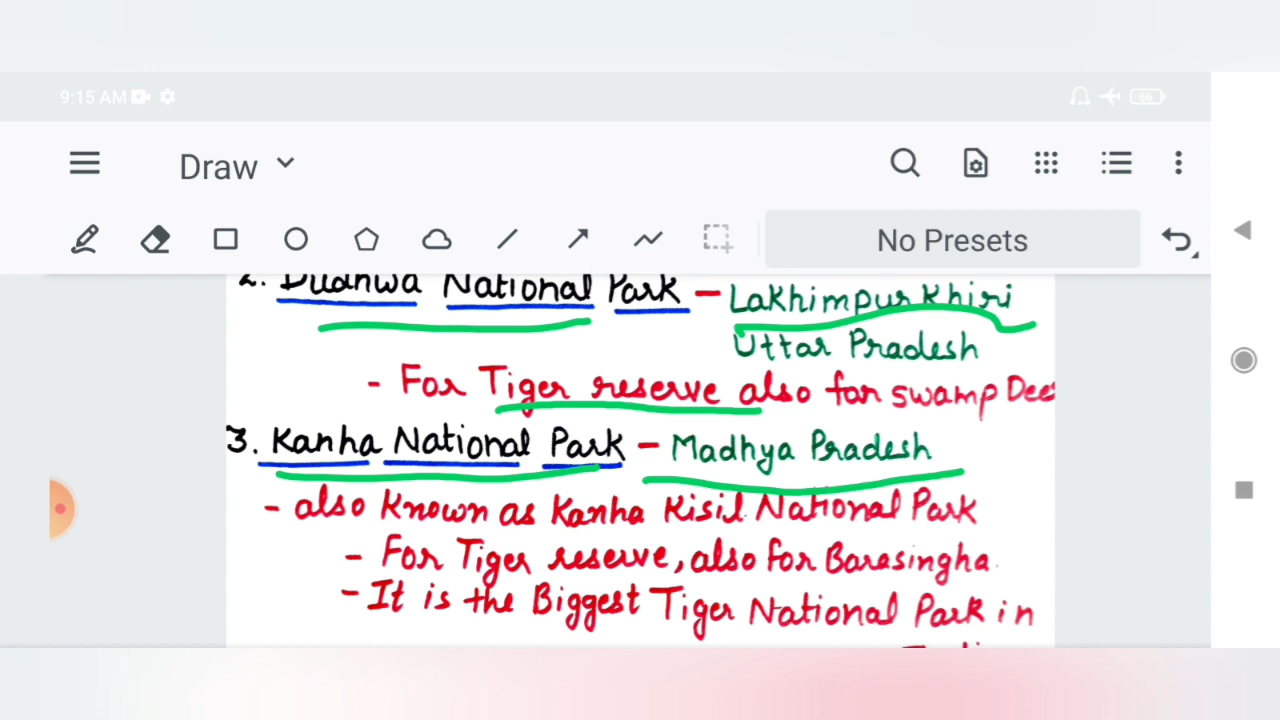 9:15 AM
66
Draw
No Presets
2. Dudhwa National Park - Lakhimpur Khiri
Uttar Pradesh
- For Tiger reserve also for swamp Deer
3. Kanha National Park - Madhya Pradesh
- also known as Kanha Kisil National Park
- For Tiger reserve, also for Barasingha.
- It is the Biggest Tiger National Park in